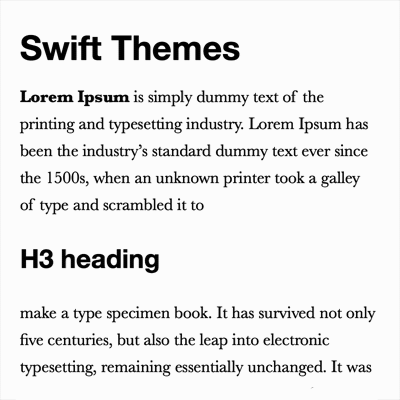 Swift Themes
Lorem Ipsum is simply dummy text of the
printing and typesetting industry. Lorem Ipsum has
been the industry’s standard dummy text ever since
the 1500s, when an unknown printer took a galley
of type and scrambled it to
H3 heading
make a type specimen book. It has survived not only
five centuries, but also the leap into electronic
typesetting, remaining essentially unchanged. It was